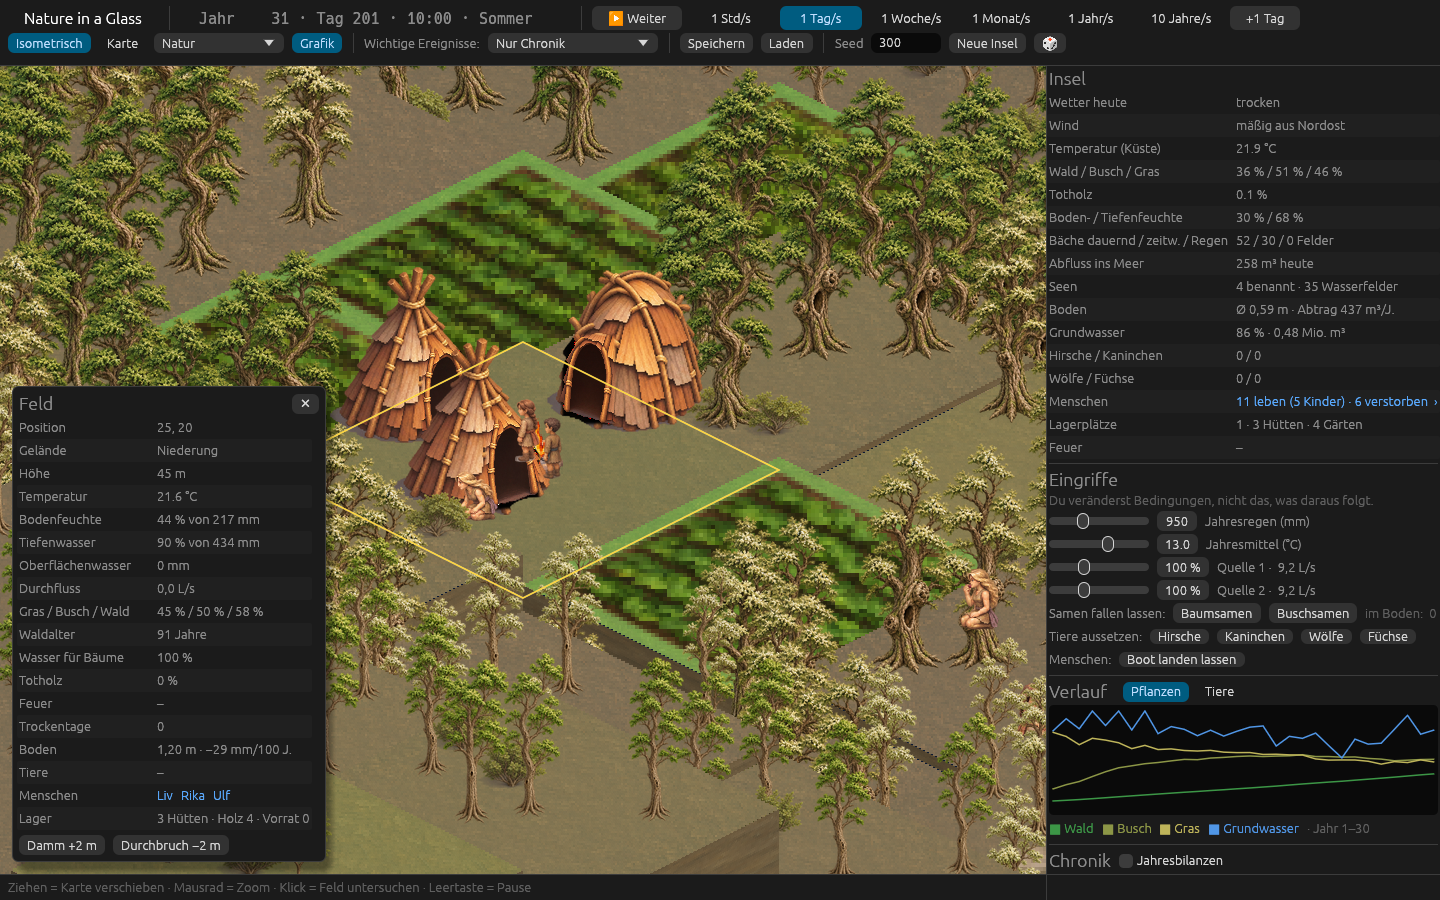 Nature in a Glass
Jahr 31 · Tag 201 · 10:00 · Sommer
Weiter 1 Std/s 1 Tag/s 1 Woche/s 1 Monat/s 1 Jahr/s 10 Jahre/s +1 Tag
Isometrisch Karte Natur Grafik Wichtige Ereignisse: Nur Chronik Speichern Laden Seed 300 Neue Insel
Insel
Wetter heute trocken
Wind mäßig aus Nordost
Temperatur (Küste) 21.9 °C
Wald / Busch / Gras 36 % / 51 % / 46 %
Totholz 0.1 %
Boden- / Tiefenfeuchte 30 % / 68 %
Bäche dauernd / zeitw. / Regen 52 / 30 / 0 Felder
Abfluss ins Meer 258 m³ heute
Seen 4 benannt · 35 Wasserfelder
Boden Ø 0,59 m · Abtrag 437 m³/J.
Grundwasser 86 % · 0,48 Mio. m³
Hirsche / Kaninchen 0 / 0
Wölfe / Füchse 0 / 0
Menschen 11 leben (5 Kinder) · 6 verstorben ›
Lagerplätze 1 · 3 Hütten · 4 Gärten
Feuer –
Eingriffe
Du veränderst Bedingungen, nicht das, was daraus folgt.
950 Jahresregen (mm)
13.0 Jahresmittel (°C)
100 % Quelle 1 · 9,2 L/s
100 % Quelle 2 · 9,2 L/s
Samen fallen lassen: Baumsamen Buschsamen im Boden: 0
Tiere aussetzen: Hirsche Kaninchen Wölfe Füchse
Menschen: Boot landen lassen
Verlauf Pflanzen Tiere
Wald Busch Gras Grundwasser · Jahr 1–30
Chronik Jahresbilanzen
Feld ✕
Position 25, 20
Gelände Niederung
Höhe 45 m
Temperatur 21.6 °C
Bodenfeuchte 44 % von 217 mm
Tiefenwasser 90 % von 434 mm
Oberflächenwasser 0 mm
Durchfluss 0,0 L/s
Gras / Busch / Wald 45 % / 50 % / 58 %
Waldalter 91 Jahre
Wasser für Bäume 100 %
Totholz 0 %
Feuer –
Trockentage 0
Boden 1,20 m · −29 mm/100 J.
Tiere –
Menschen Liv Rika Ulf
Lager 3 Hütten · Holz 4 · Vorrat 0
Damm +2 m Durchbruch −2 m
Ziehen = Karte verschieben · Mausrad = Zoom · Klick = Feld untersuchen · Leertaste = Pause